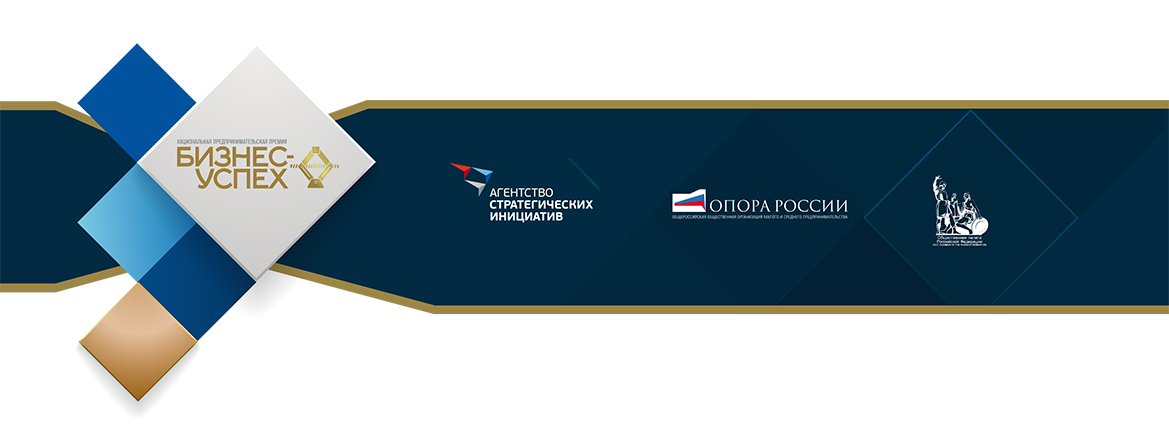 НАЦИОНАЛЬНАЯ ПРЕДПРИНИМАТЕЛЬСКАЯ ПРЕМИЯ
БИЗНЕС-
УСПЕХ
АГЕНТСТВО
СТРАТЕГИЧЕСКИХ
ИНИЦИАТИВ
ОПОРА РОССИИ
ОБЩЕРОССИЙСКАЯ ОБЩЕСТВЕННАЯ ОРГАНИЗАЦИЯ МАЛОГО И СРЕДНЕГО ПРЕДПРИНИМАТЕЛЬСТВА
Общественная палата
Российской Федерации